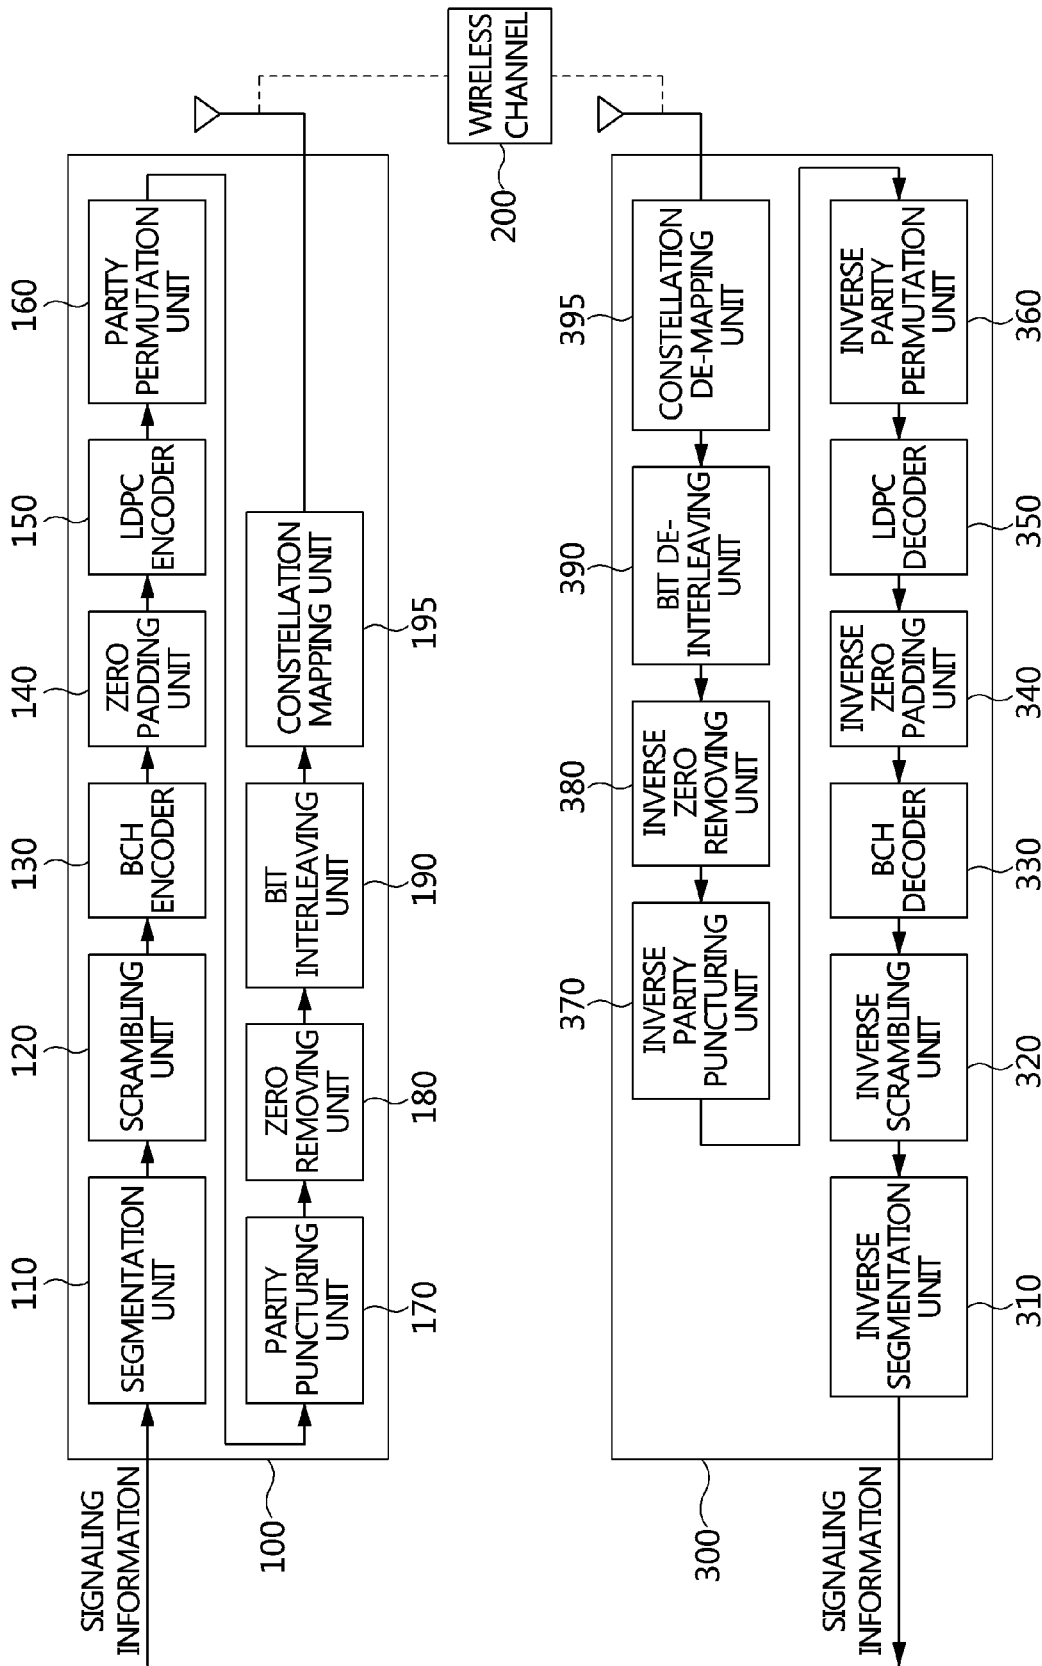 SIGNALING
INFORMATION
100
110
SEGMENTATION
UNIT
120
SCRAMBLING
UNIT
130
BCH
ENCODER
140
ZERO
PADDING
UNIT
150
LDPC
ENCODER
160
PARITY
PERMUTATION
UNIT
PARITY
PUNCTURING
UNIT
170
ZERO
REMOVING
UNIT
180
BIT
INTERLEAVING
UNIT
190
CONSTELLATION
MAPPING UNIT
195
WIRELESS
CHANNEL
200
300
370
INVERSE
PARITY
PUNCTURING
UNIT
380
INVERSE
ZERO
REMOVING
UNIT
390
BIT DE-
INTERLEAVING
UNIT
395
CONSTELLATION
DE-MAPPING
UNIT
SIGNALING
INFORMATION
INVERSE
SEGMENTATION
UNIT
310
INVERSE
SCRAMBLING
UNIT
320
BCH
DECODER
330
INVERSE
ZERO
PADDING
UNIT
340
LDPC
DECODER
350
INVERSE
PARITY
PERMUTATION
UNIT
360